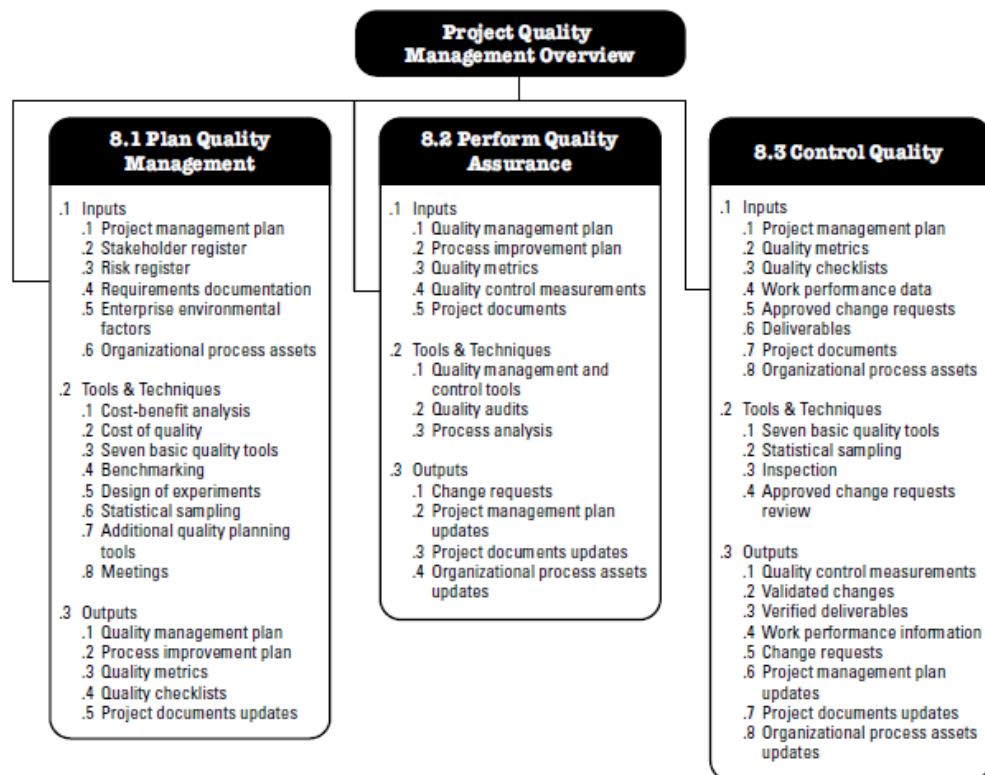 Project Quality
Management Overview
8.1 Plan Quality
Management
.1 Inputs
.1 Project management plan
.2 Stakeholder register
.3 Risk register
.4 Requirements documentation
.5 Enterprise environmental
factors
.6 Organizational process assets
.2 Tools & Techniques
.1 Cost-benefit analysis
.2 Cost of quality
.3 Seven basic quality tools
.4 Benchmarking
.5 Design of experiments
.6 Statistical sampling
.7 Additional quality planning
tools
.8 Meetings
.3 Outputs
.1 Quality management plan
.2 Process improvement plan
.3 Quality metrics
.4 Quality checklists
.5 Project documents updates
8.2 Perform Quality
Assurance
.1 Inputs
.1 Quality management plan
.2 Process improvement plan
.3 Quality metrics
.4 Quality control measurements
.5 Project documents
.2 Tools & Techniques
.1 Quality management and
control tools
.2 Quality audits
.3 Process analysis
.3 Outputs
.1 Change requests
.2 Project management plan
updates
.3 Project documents updates
.4 Organizational process assets
updates
8.3 Control Quality
.1 Inputs
.1 Project management plan
.2 Quality metrics
.3 Quality checklists
.4 Work performance data
.5 Approved change requests
.6 Deliverables
.7 Project documents
.8 Organizational process assets
.2 Tools & Techniques
.1 Seven basic quality tools
.2 Statistical sampling
.3 Inspection
.4 Approved change requests
review
.3 Outputs
.1 Quality control measurements
.2 Validated changes
.3 Verified deliverables
.4 Work performance information
.5 Change requests
.6 Project management plan
updates
.7 Project documents updates
.8 Organizational process assets
updates